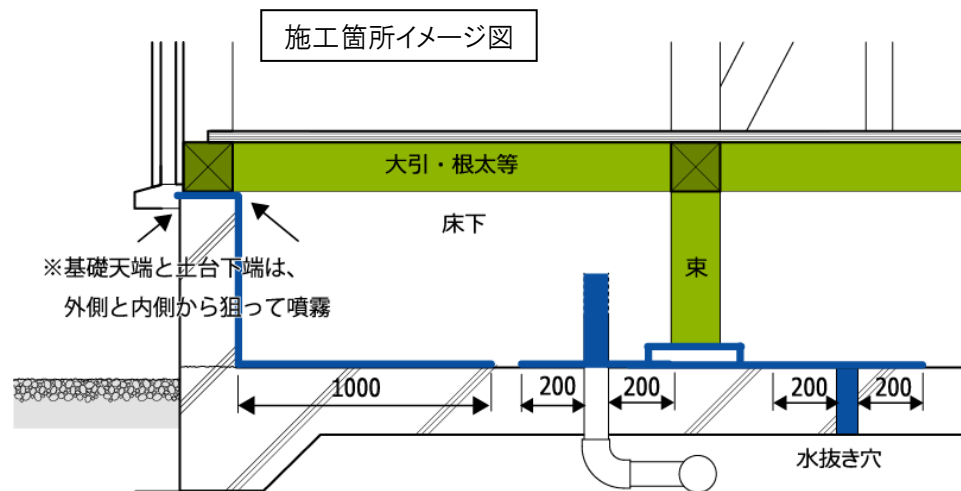 施工箇所イメージ図
大引・根太等
床下
※基礎天端と土台下端は、
外側と内側から狙って噴霧
束
1000
200
200
200
200
水抜き穴